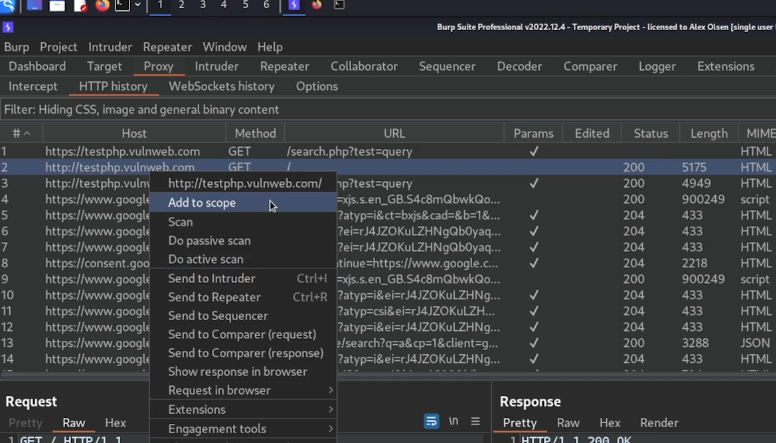 1 2 3 4 5 6
Burp Suite Professional v2022.12.4 - Temporary Project - licensed to Alex Olsen [single user
Burp Project Intruder Repeater Window Help
Dashboard Target Proxy Intruder Repeater Collaborator Sequencer Decoder Comparer Logger Extensions
Intercept HTTP history WebSockets history Options
Filter: Hiding CSS, image and general binary content
# Host Method URL Params Edited Status Length MIME
1 https://testphp.vulnweb.com GET /search.php?test=query ✓ HTML
2 http://testphp.vulnweb.com GET / 200 5175 HTML
3 http://testphp.vulnweb.com hp?test=query ✓ 200 4949 HTML
4 https://www.google =xjs.s.en_GB.S4c8mQbwkQo... 200 900249 script
5 https://www.google ?atyp=i&ct=bxjs&cad=&b=1&... ✓ 204 433 HTML
6 https://www.google ?ei=rJ4JZOKuLZHNgQb0yaq... ✓ 204 433 HTML
7 https://www.google ?ei=rJ4JZOKuLZHNgQb0yaq... ✓ 204 433 HTML
8 https://consent.goo tinue=https://www.google.c... ✓ 204 2218 HTML
9 https://www.google =xjs.s.en_GB.S4c8mQbwkQo... 200 900249 script
10 https://www.google ?atyp=i&ei=rJ4JZOKuLZHNg... ✓ 204 433 HTML
11 https://www.google ?atyp=csi&ei=rJ4JZOKuLZH... ✓ 204 433 HTML
12 https://www.google ?atyp=i&ei=rJ4JZOKuLZHNg... ✓ 204 433 HTML
13 https://www.google e/search?q=a&cp=1&client=g... ✓ 200 3288 JSON
14 https://www.google ?atyp=i&ei=rJ4JZOKuLZHNg... ✓ 204 433 HTML
http://testphp.vulnweb.com/
Add to scope
Scan
Do passive scan
Do active scan
Send to Intruder Ctrl+I
Send to Repeater Ctrl+R
Send to Sequencer
Send to Comparer (request)
Send to Comparer (response)
Show response in browser
Request in browser
Extensions
Engagement tools
Request
Pretty Raw Hex \n
1 GET / HTTP/1.1
Response
Pretty Raw Hex Render
1 HTTP/1.1 200 OK